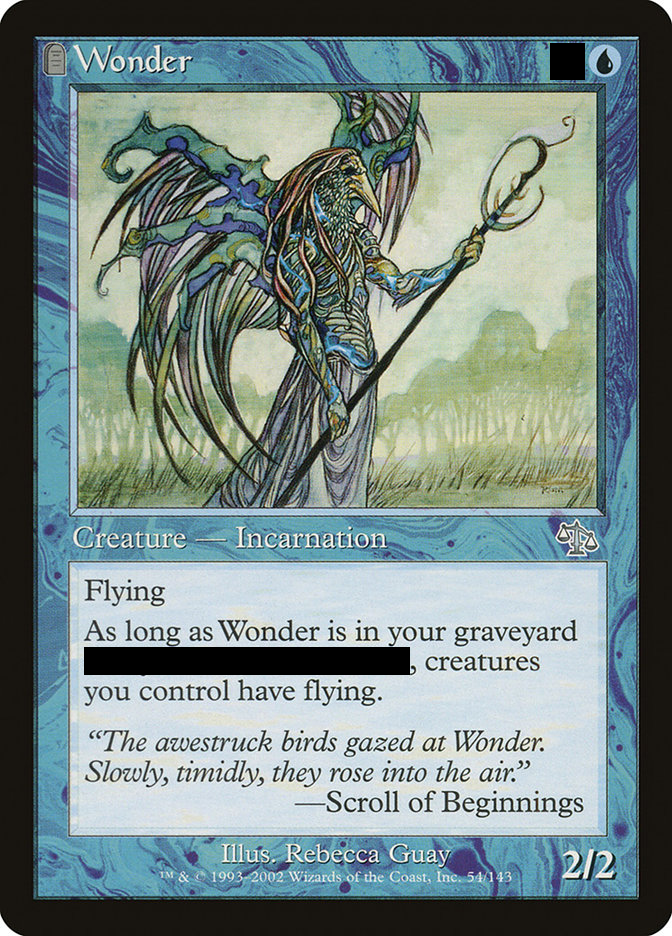 Wonder
Creature — Incarnation
Flying
As long as Wonder is in your graveyard
, creatures
you control have flying.
“The awestruck birds gazed at Wonder.
Slowly, timidly, they rose into the air.”
—Scroll of Beginnings
Illus. Rebecca Guay
™ & © 1993-2002 Wizards of the Coast, Inc. 54/143
2/2